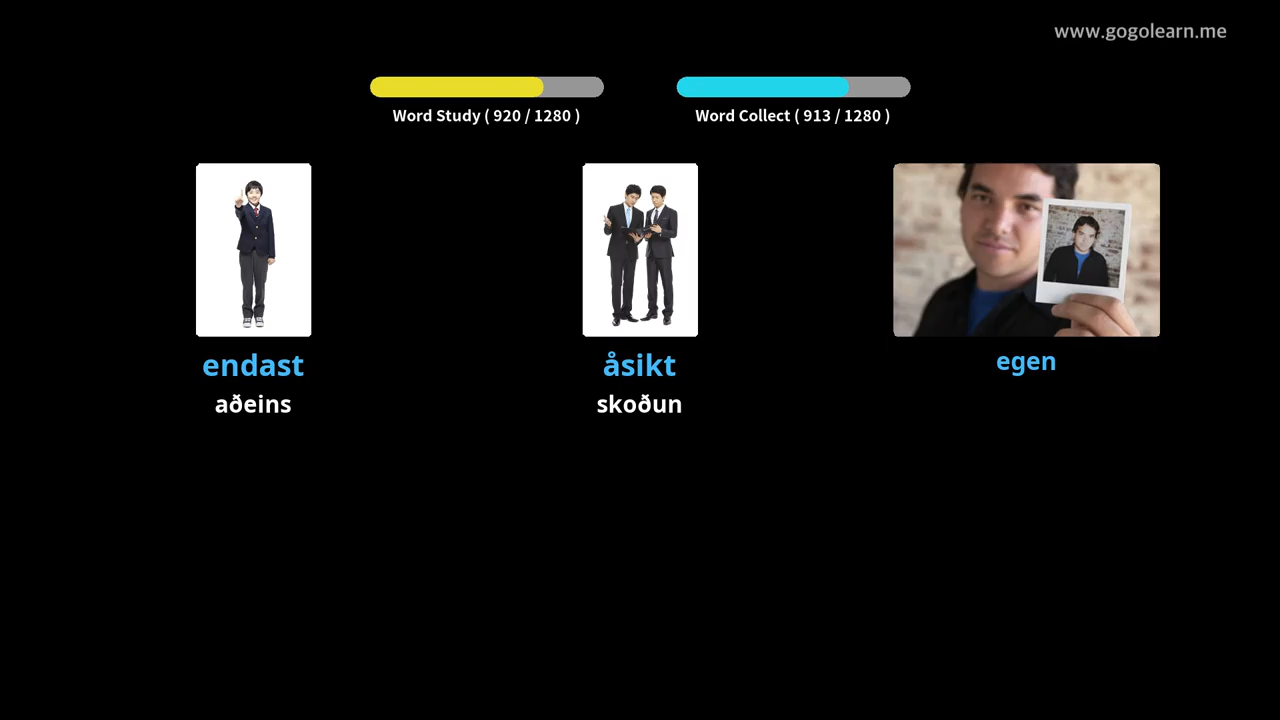 www.gogolearn.me
Word Study ( 920 / 1280 )
Word Collect ( 913 / 1280 )
endast
åsikt
egen
aðeins
skoðun